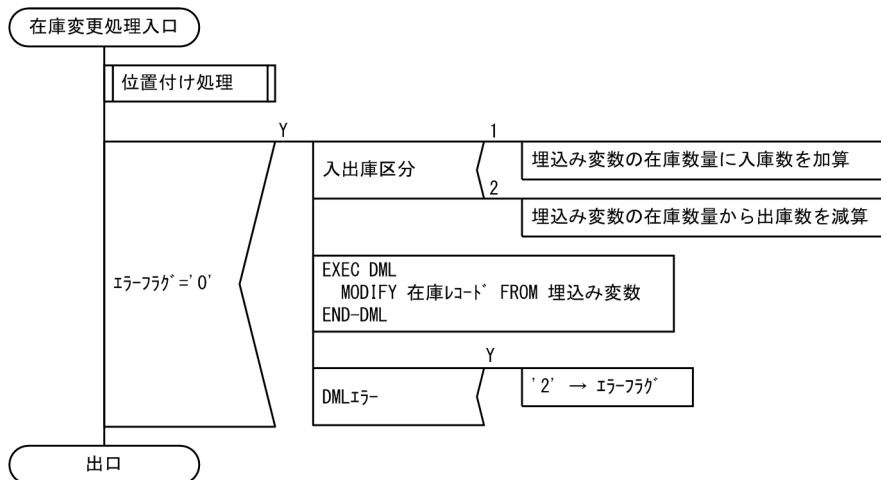 在庫変更処理入口
位置付け処理
Y
1
入出庫区分
埋込み変数の在庫数量に入庫数を加算
2
埋込み変数の在庫数量から出庫数を減算
ｴﾗｰﾌﾗｸﾞ='0'
EXEC DML
MODIFY 在庫ﾚｺｰﾄﾞ FROM 埋込み変数
END-DML
Y
DMLｴﾗｰ
'2' → ｴﾗｰﾌﾗｸﾞ
出口